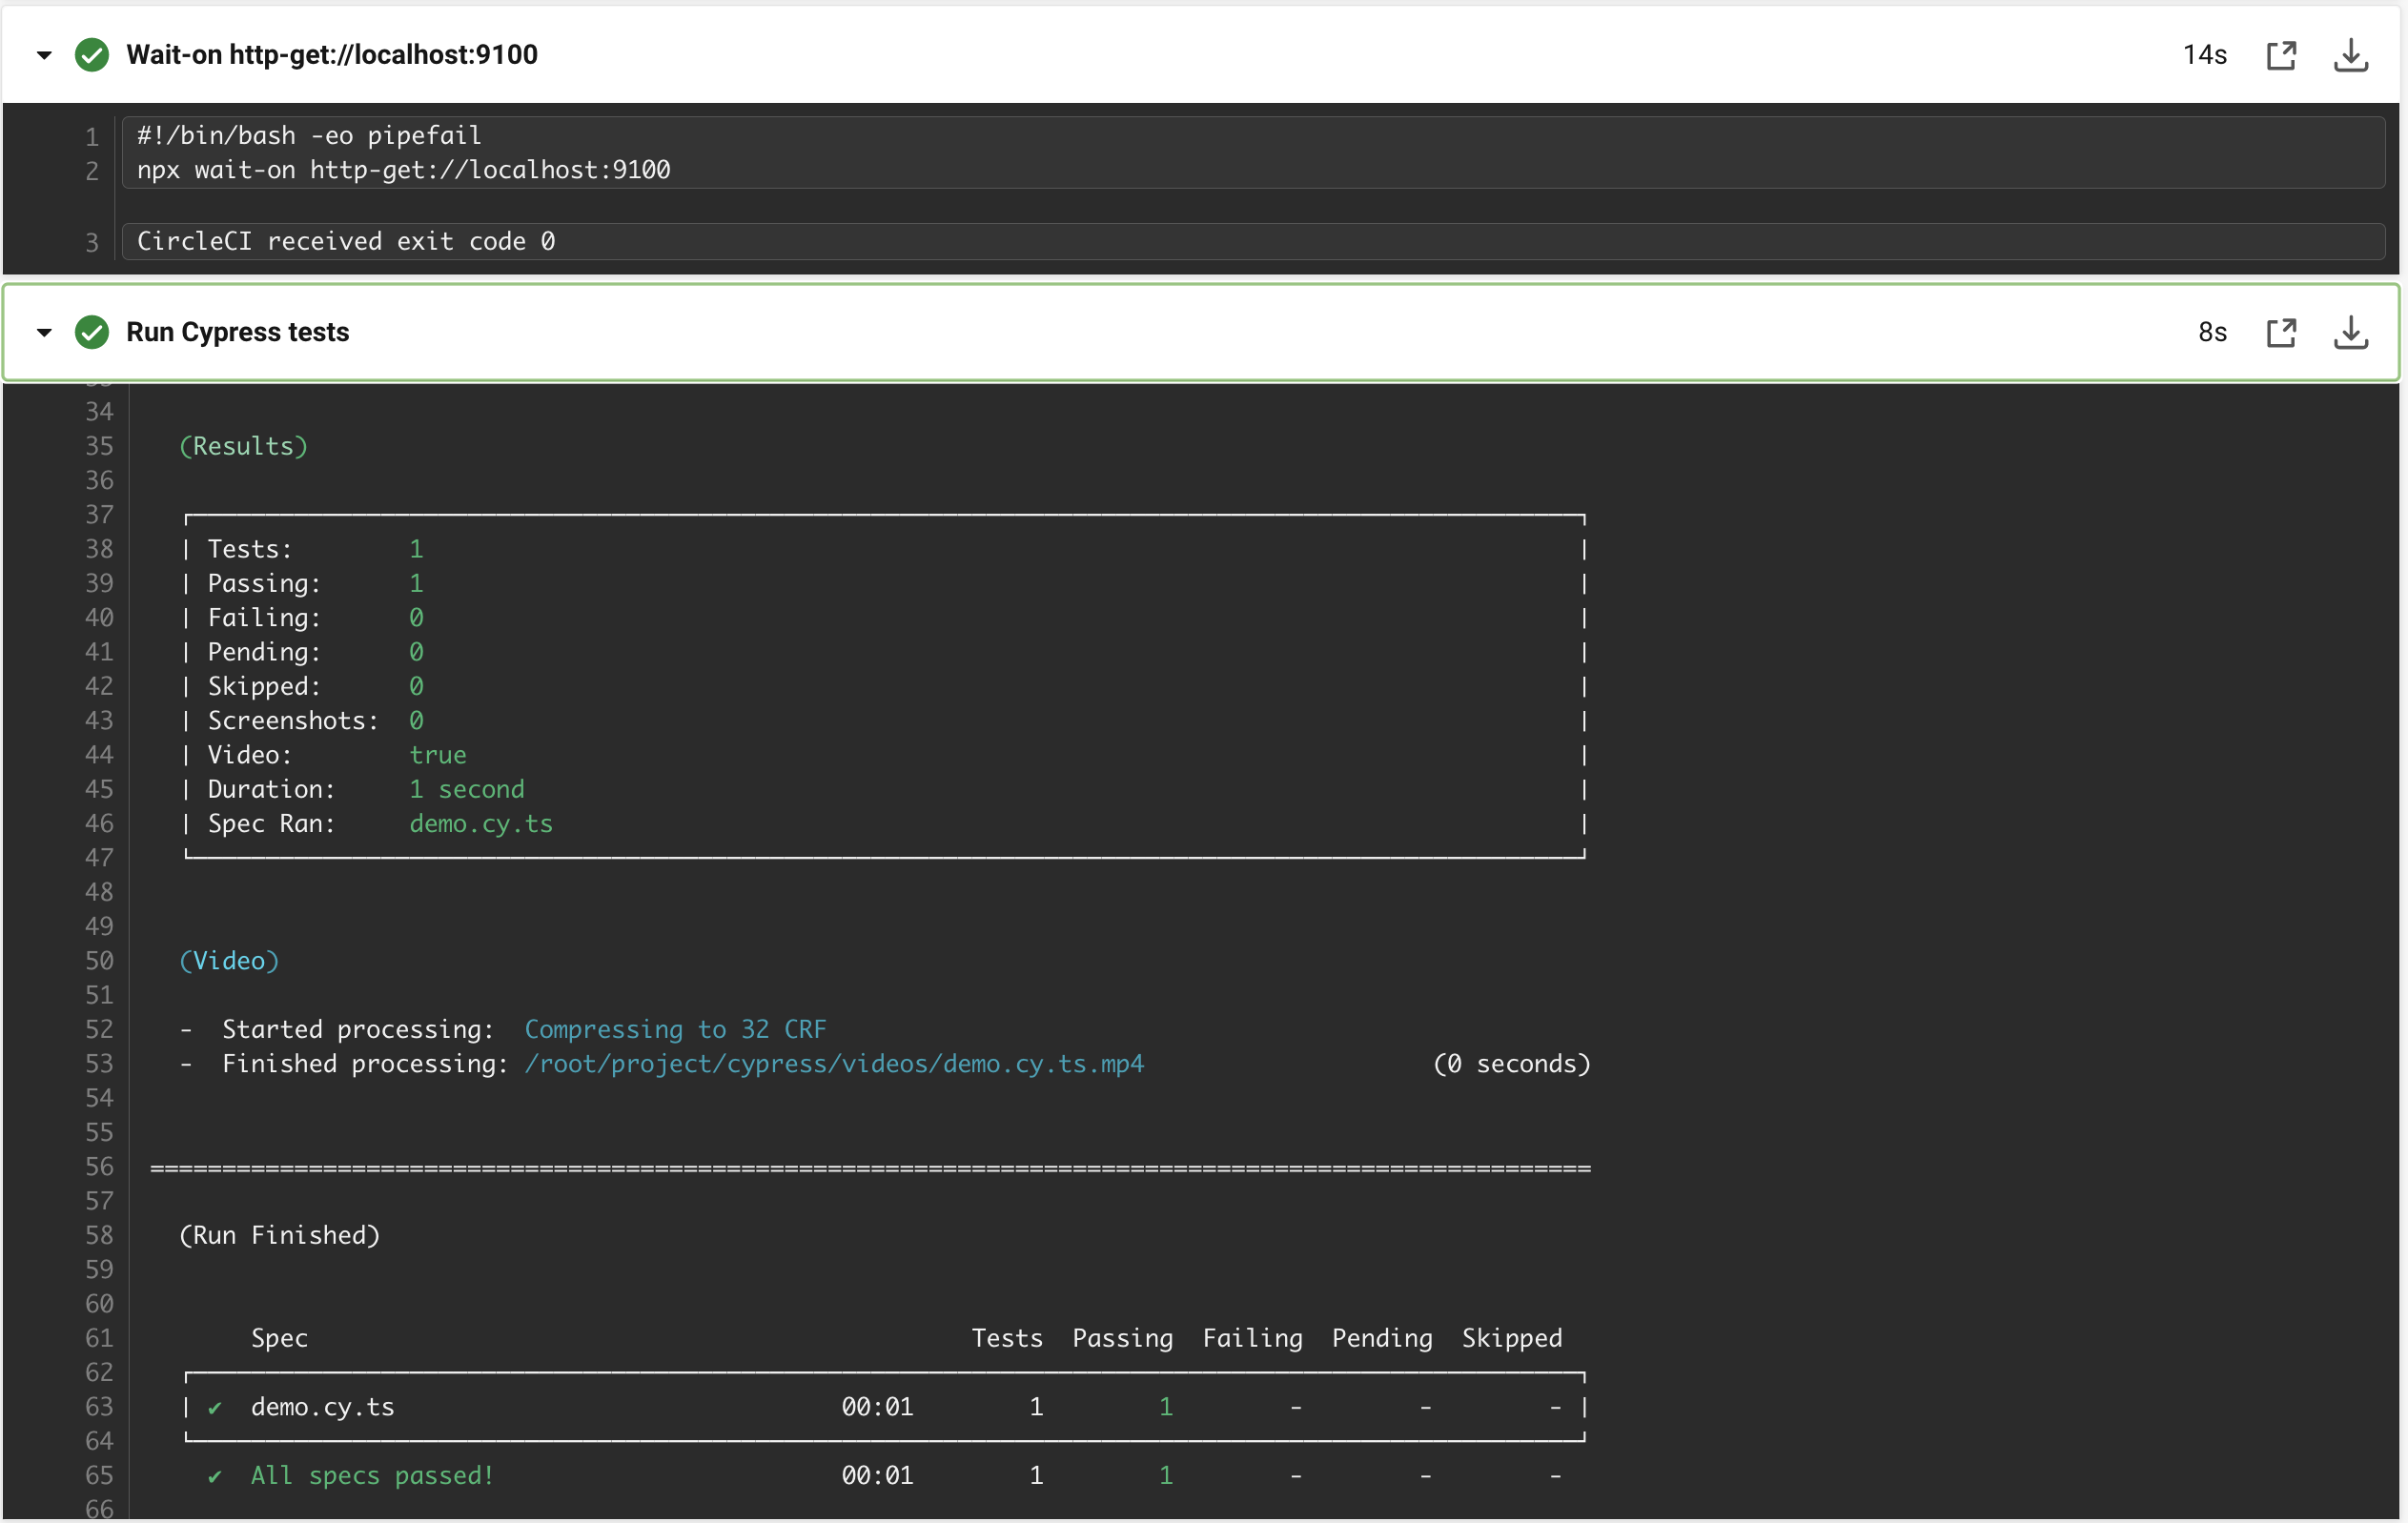 Wait-on http-get://localhost:9100 14s
1 #!/bin/bash -eo pipefail
2 npx wait-on http-get://localhost:9100
3 CircleCI received exit code 0
Run Cypress tests 8s
34
35 (Results)
36
37
38 | Tests: 1 |
39 | Passing: 1 |
40 | Failing: 0 |
41 | Pending: 0 |
42 | Skipped: 0 |
43 | Screenshots: 0 |
44 | Video: true |
45 | Duration: 1 second |
46 | Spec Ran: demo.cy.ts |
47
48
49
50 (Video)
51
52 - Started processing: Compressing to 32 CRF
53 - Finished processing: /root/project/cypress/videos/demo.cy.ts.mp4 (0 seconds)
54
55
56 ====================================================================================================
57
58 (Run Finished)
59
60
61 Spec Tests Passing Failing Pending Skipped
62
63 | ✔ demo.cy.ts 00:01 1 1 - - - |
64
65 ✔ All specs passed! 00:01 1 1 - - -
66